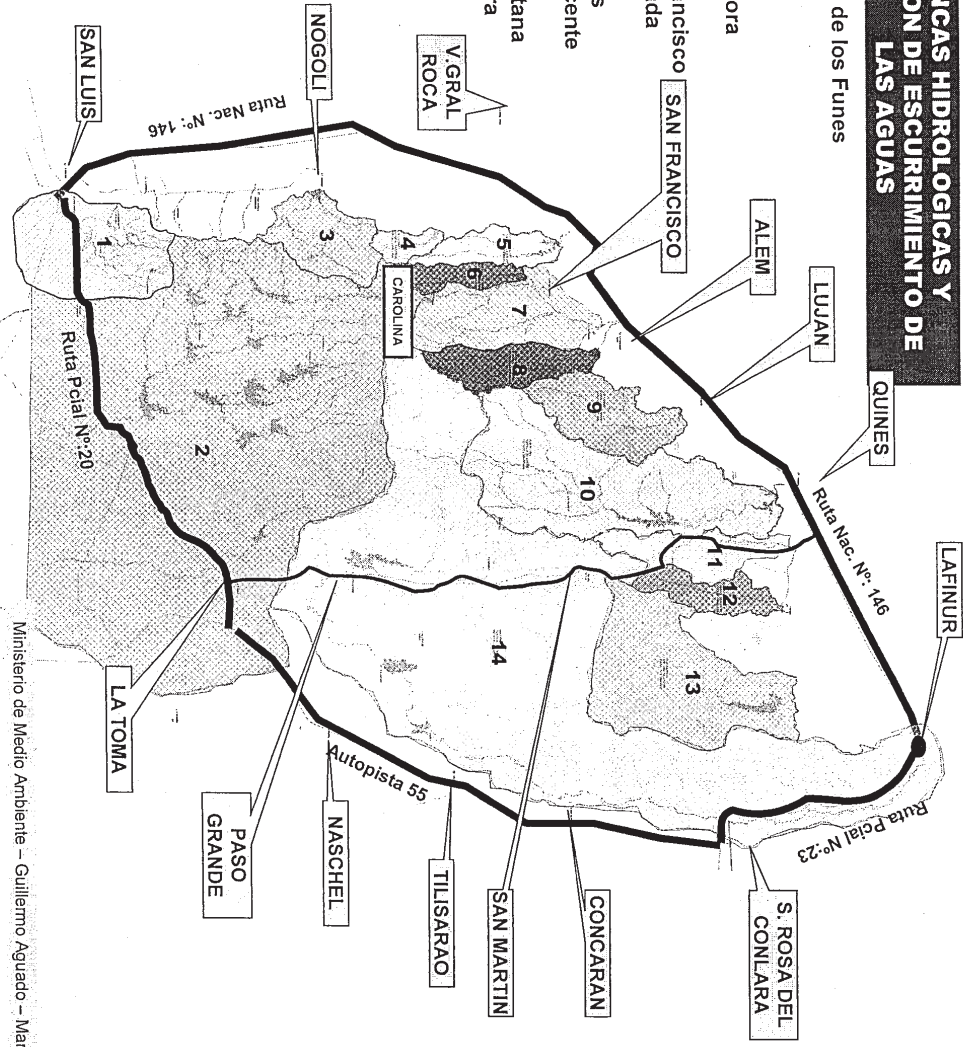 NCAS HIDROLOGICAS Y
ON DE ESCURRIMIENTO DE
LAS AGUAS
de los Funes
ora
ncisco
da
s
cente
tana
ra
LAFINUR
QUINES
LUJAN
ALEM
SAN FRANCISCO
V.GRAL
ROCA
NOGOLI
SAN LUIS
CAROLINA
S. ROSA DEL
CONLARA
CONCARAN
SAN MARTIN
TILISARAO
NASCHEL
PASO
GRANDE
LA TOMA
Ruta Nac. Nº: 146
Ruta Nac. Nº: 146
Ruta Pcial Nº:23
Ruta Pcial Nº:20
Autopista 55
1
2
3
4
5
6
7
8
9
10
11
12
13
14
Ministerio de Medio Ambiente – Guillermo Aguado – Mar